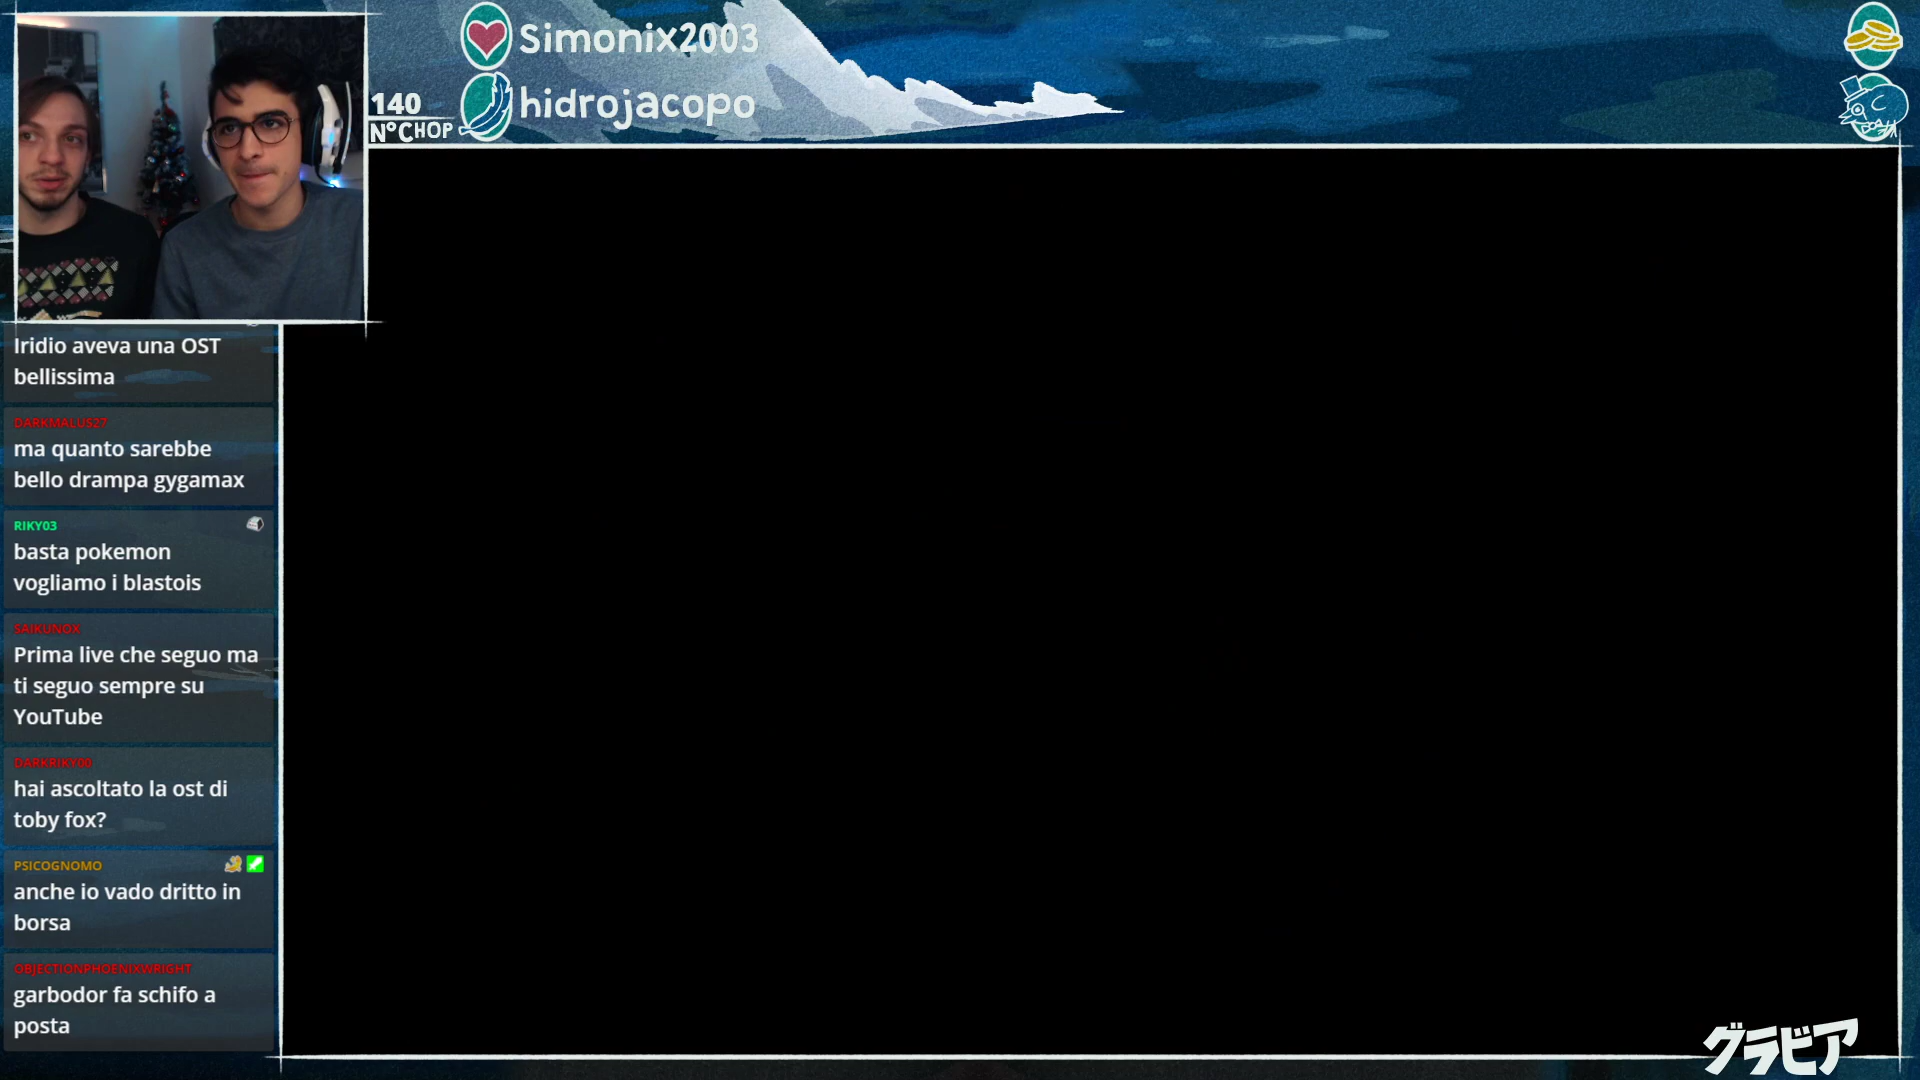 Simonix2003
140
N°CHOP
hidrojacopo
Iridio aveva una OST
bellissima
DARKMALUS27
ma quanto sarebbe
bello drampa gygamax
RIKY03
basta pokemon
vogliamo i blastois
SAIKUNOX
Prima live che seguo ma
ti seguo sempre su
YouTube
DARKRIKY00
hai ascoltato la ost di
toby fox?
PSICOGNOMO
anche io vado dritto in
borsa
OBJECTIONPHOENIXWRIGHT
garbodor fa schifo a
posta
グラビア